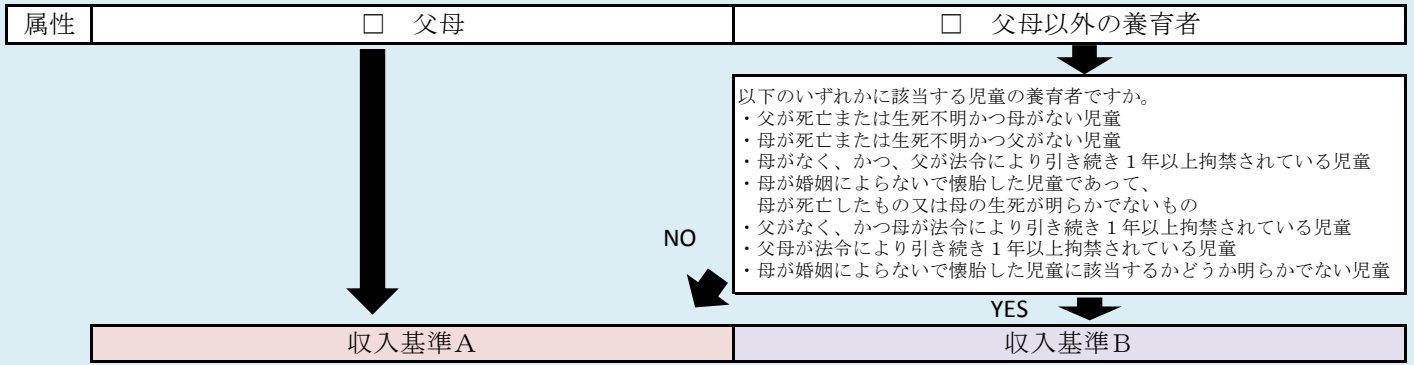 属性
□　父母
□　父母以外の養育者
以下のいずれかに該当する児童の養育者ですか。
・父が死亡または生死不明かつ母がない児童
・母が死亡または生死不明かつ父がない児童
・母がなく、かつ、父が法令により引き続き１年以上拘禁されている児童
・母が婚姻によらないで懐胎した児童であって、
　母が死亡したもの又は母の生死が明らかでないもの
・父がなく、かつ母が法令により引き続き１年以上拘禁されている児童
・父母が法令により引き続き１年以上拘禁されている児童
・母が婚姻によらないで懐胎した児童に該当するかどうか明らかでない児童
NO
YES
収入基準Ａ
収入基準Ｂ